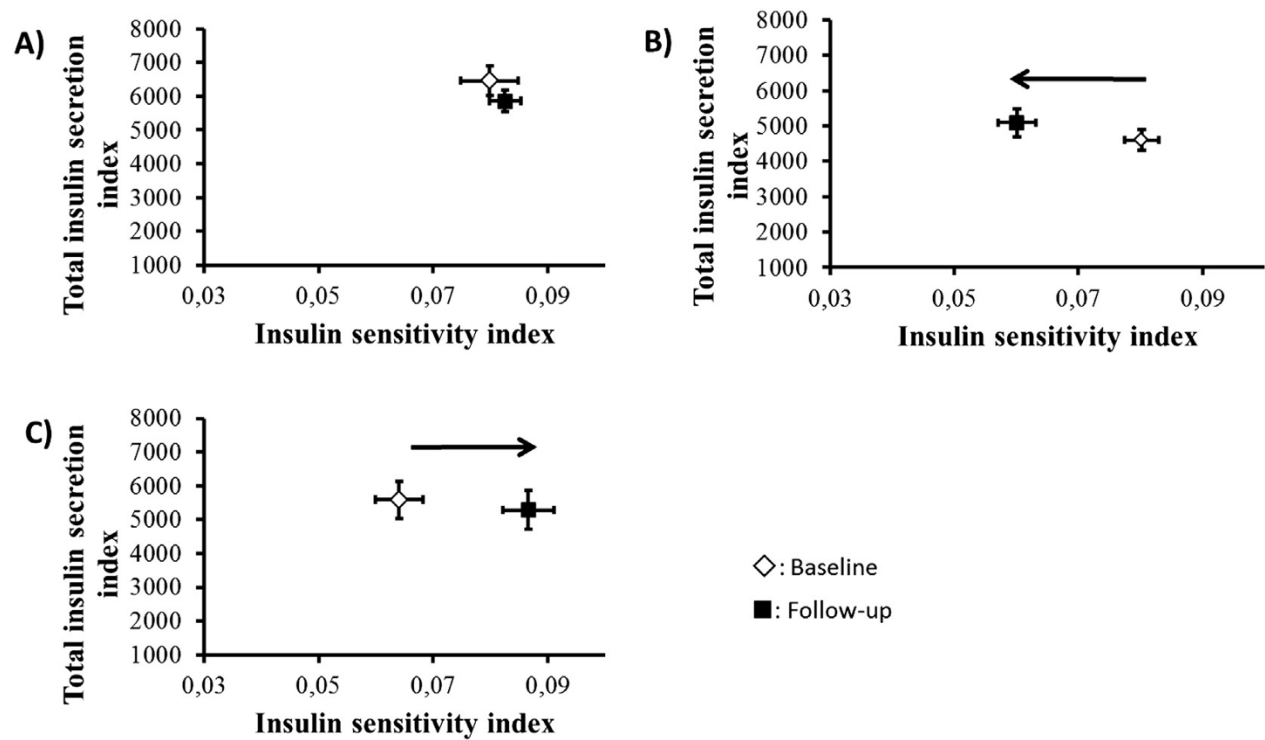 A)
Total insulin secretion
index
8000
7000
6000
5000
4000
3000
2000
1000
0,03 0,05 0,07 0,09
Insulin sensitivity index
B)
Total insulin secretion
index
8000
7000
6000
5000
4000
3000
2000
1000
0,03 0,05 0,07 0,09
Insulin sensitivity index
C)
Total insulin secretion
index
8000
7000
6000
5000
4000
3000
2000
1000
0,03 0,05 0,07 0,09
Insulin sensitivity index
: Baseline
: Follow-up